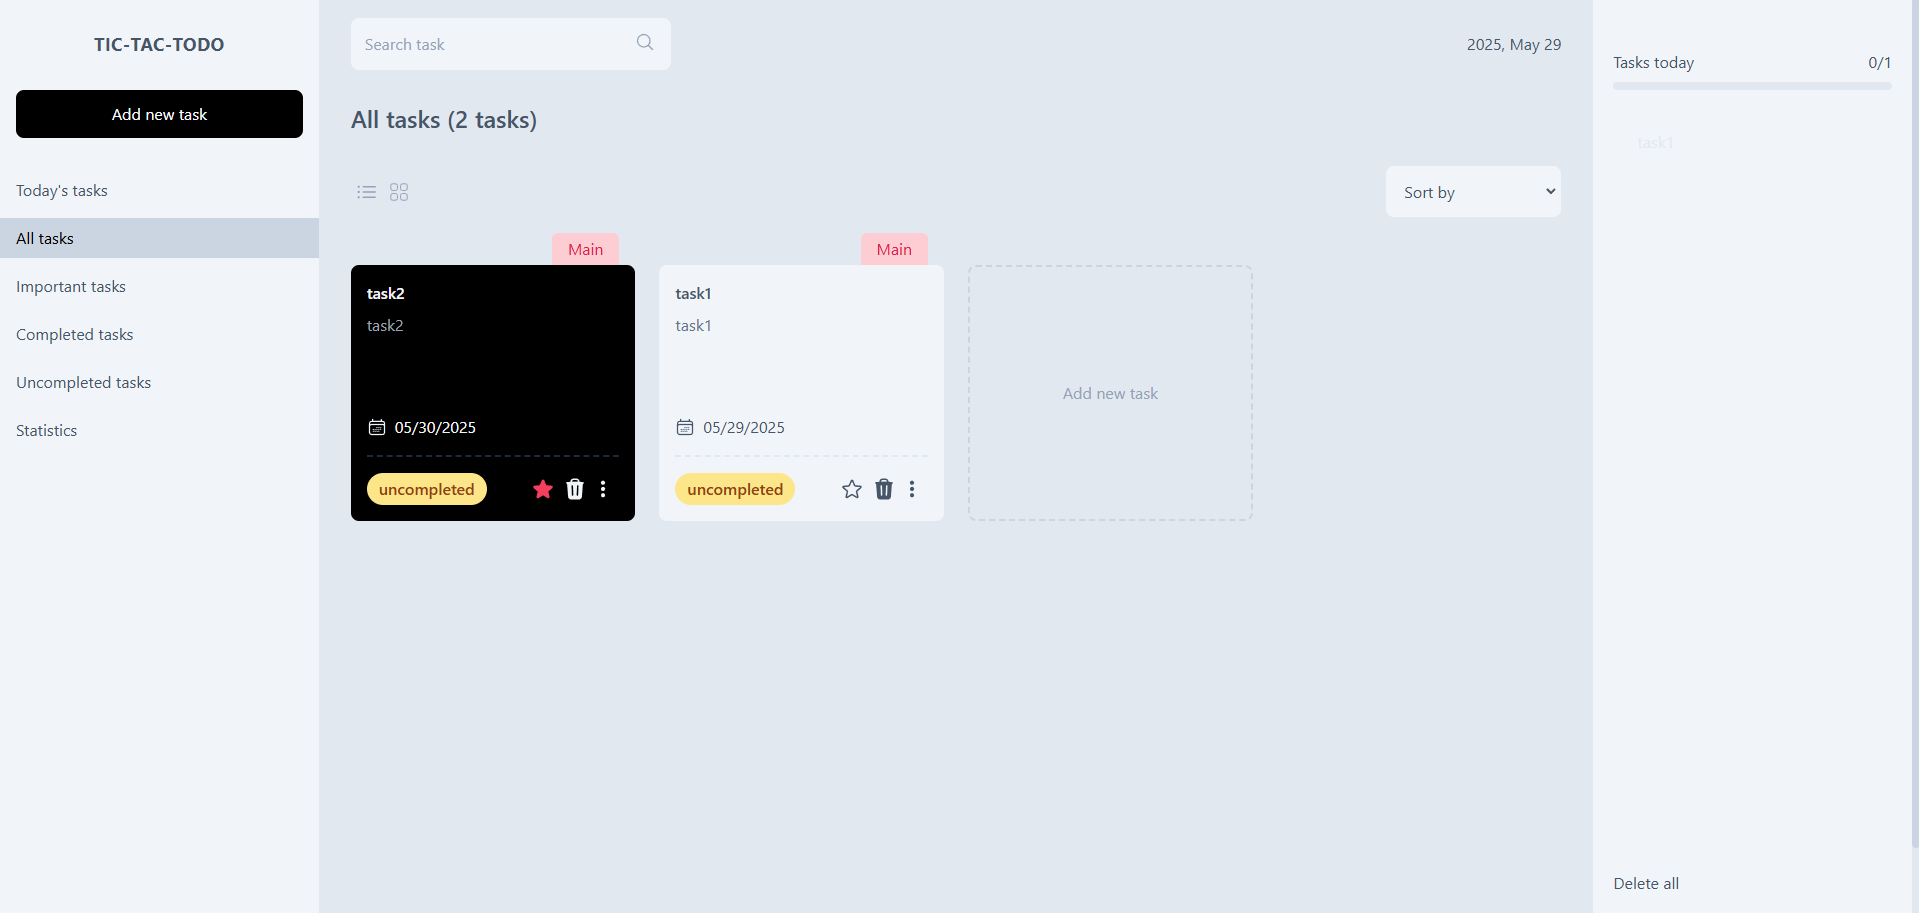 TIC-TAC-TODO
Add new task
Today's tasks
All tasks
Important tasks
Completed tasks
Uncompleted tasks
Statistics
Search task
2025, May 29
All tasks (2 tasks)
Sort by
Main
task2
task2
05/30/2025
uncompleted
Main
task1
task1
05/29/2025
uncompleted
Add new task
Tasks today 0/1
task1
Delete all